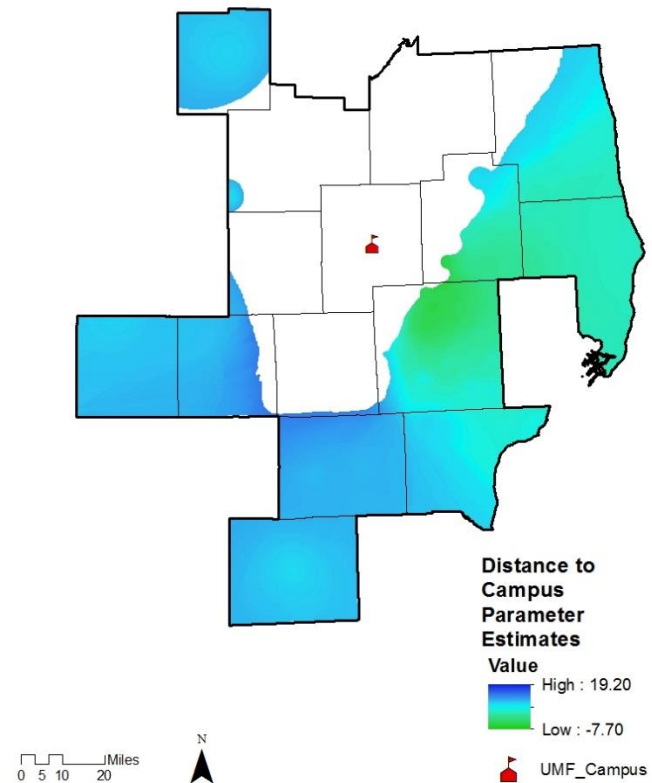 Distance to
Campus
Parameter
Estimates
Value
High : 19.20
Low : -7.70
UMF_Campus
N
Miles
0 5 10 20